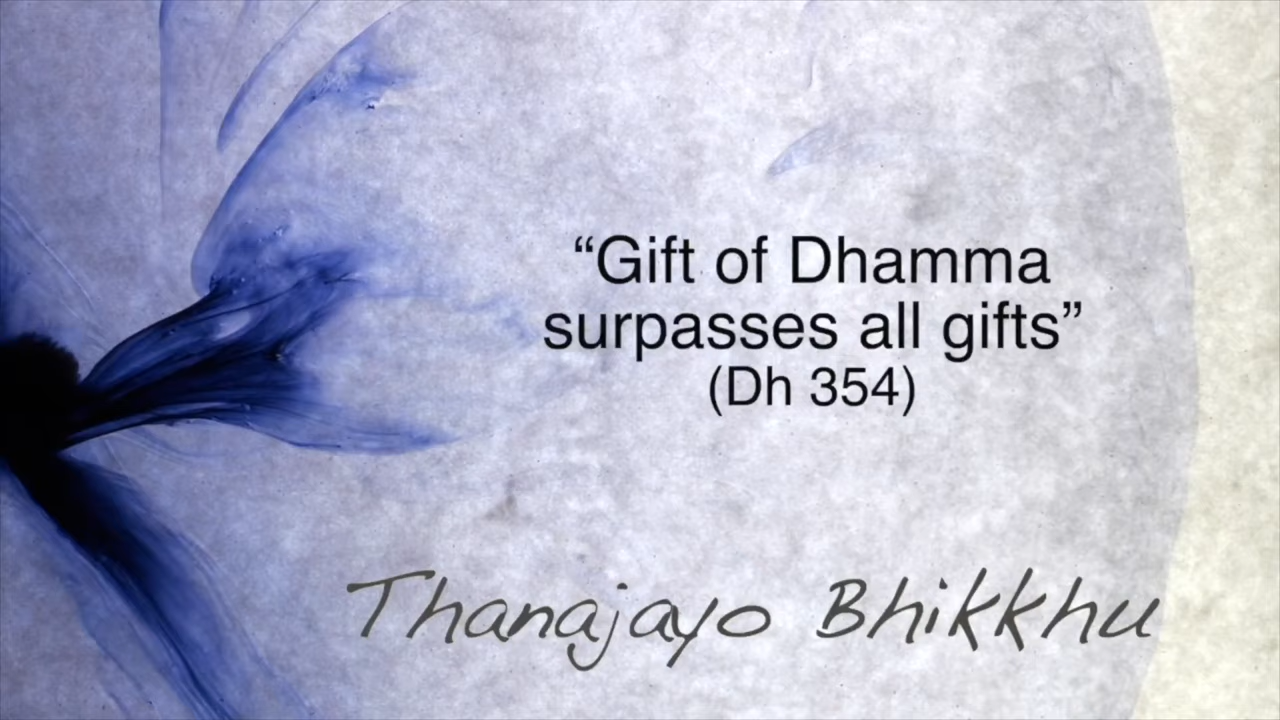 “Gift of Dhamma
surpasses all gifts”
(Dh 354)
Thanajayo Bhikkhu